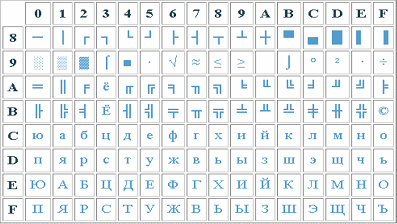 0 1 2 3 4 5 6 7 8 9 A B C D E F
8 ─ │ ┌ ┐ └ ┘ ├ ┤ ┬ ┴ ┼ ▀ ▄ █ ▌ ▐
9 ░ ▒ ▓ ⌠ ■ ∙ √ ≈ ≤ ≥ ⌡ ° ² · ÷
A ═ ║ ╒ ё ╓ ╔ ╕ ╖ ╗ ╘ ╙ ╚ ╛ ╜ ╝ ╞
B ╟ ╠ ╡ Ё ╢ ╣ ╤ ╥ ╦ ╧ ╨ ╩ ╪ ╫ ╬ ©
C ю а б ц д е ф г х и й к л м н о
D п я р с т у ж в ь ы з ш э щ ч ъ
E Ю А Б Ц Д Е Ф Г Х И Й К Л М Н О
F П Я Р С Т У Ж В Ь Ы З Ш Э Щ Ч Ъ